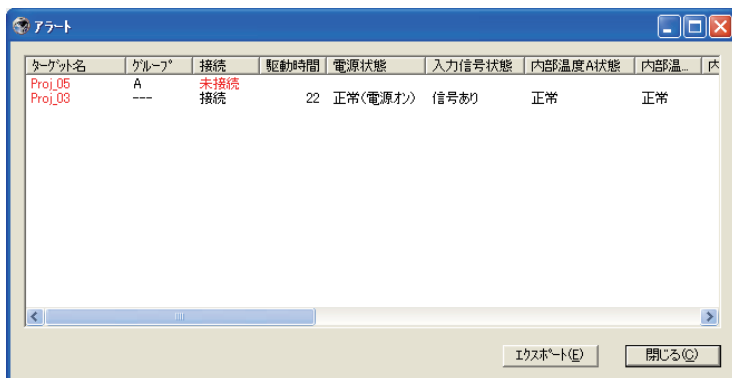 アラート
ターゲット名 グループ 接続 駆動時間 電源状態 入力信号状態 内部温度A状態 内部温... 内
Proj_05 A 未接続
Proj_03 --- 接続 22 正常(電源オン) 信号あり 正常 正常
エクスポート(E) 閉じる(C)